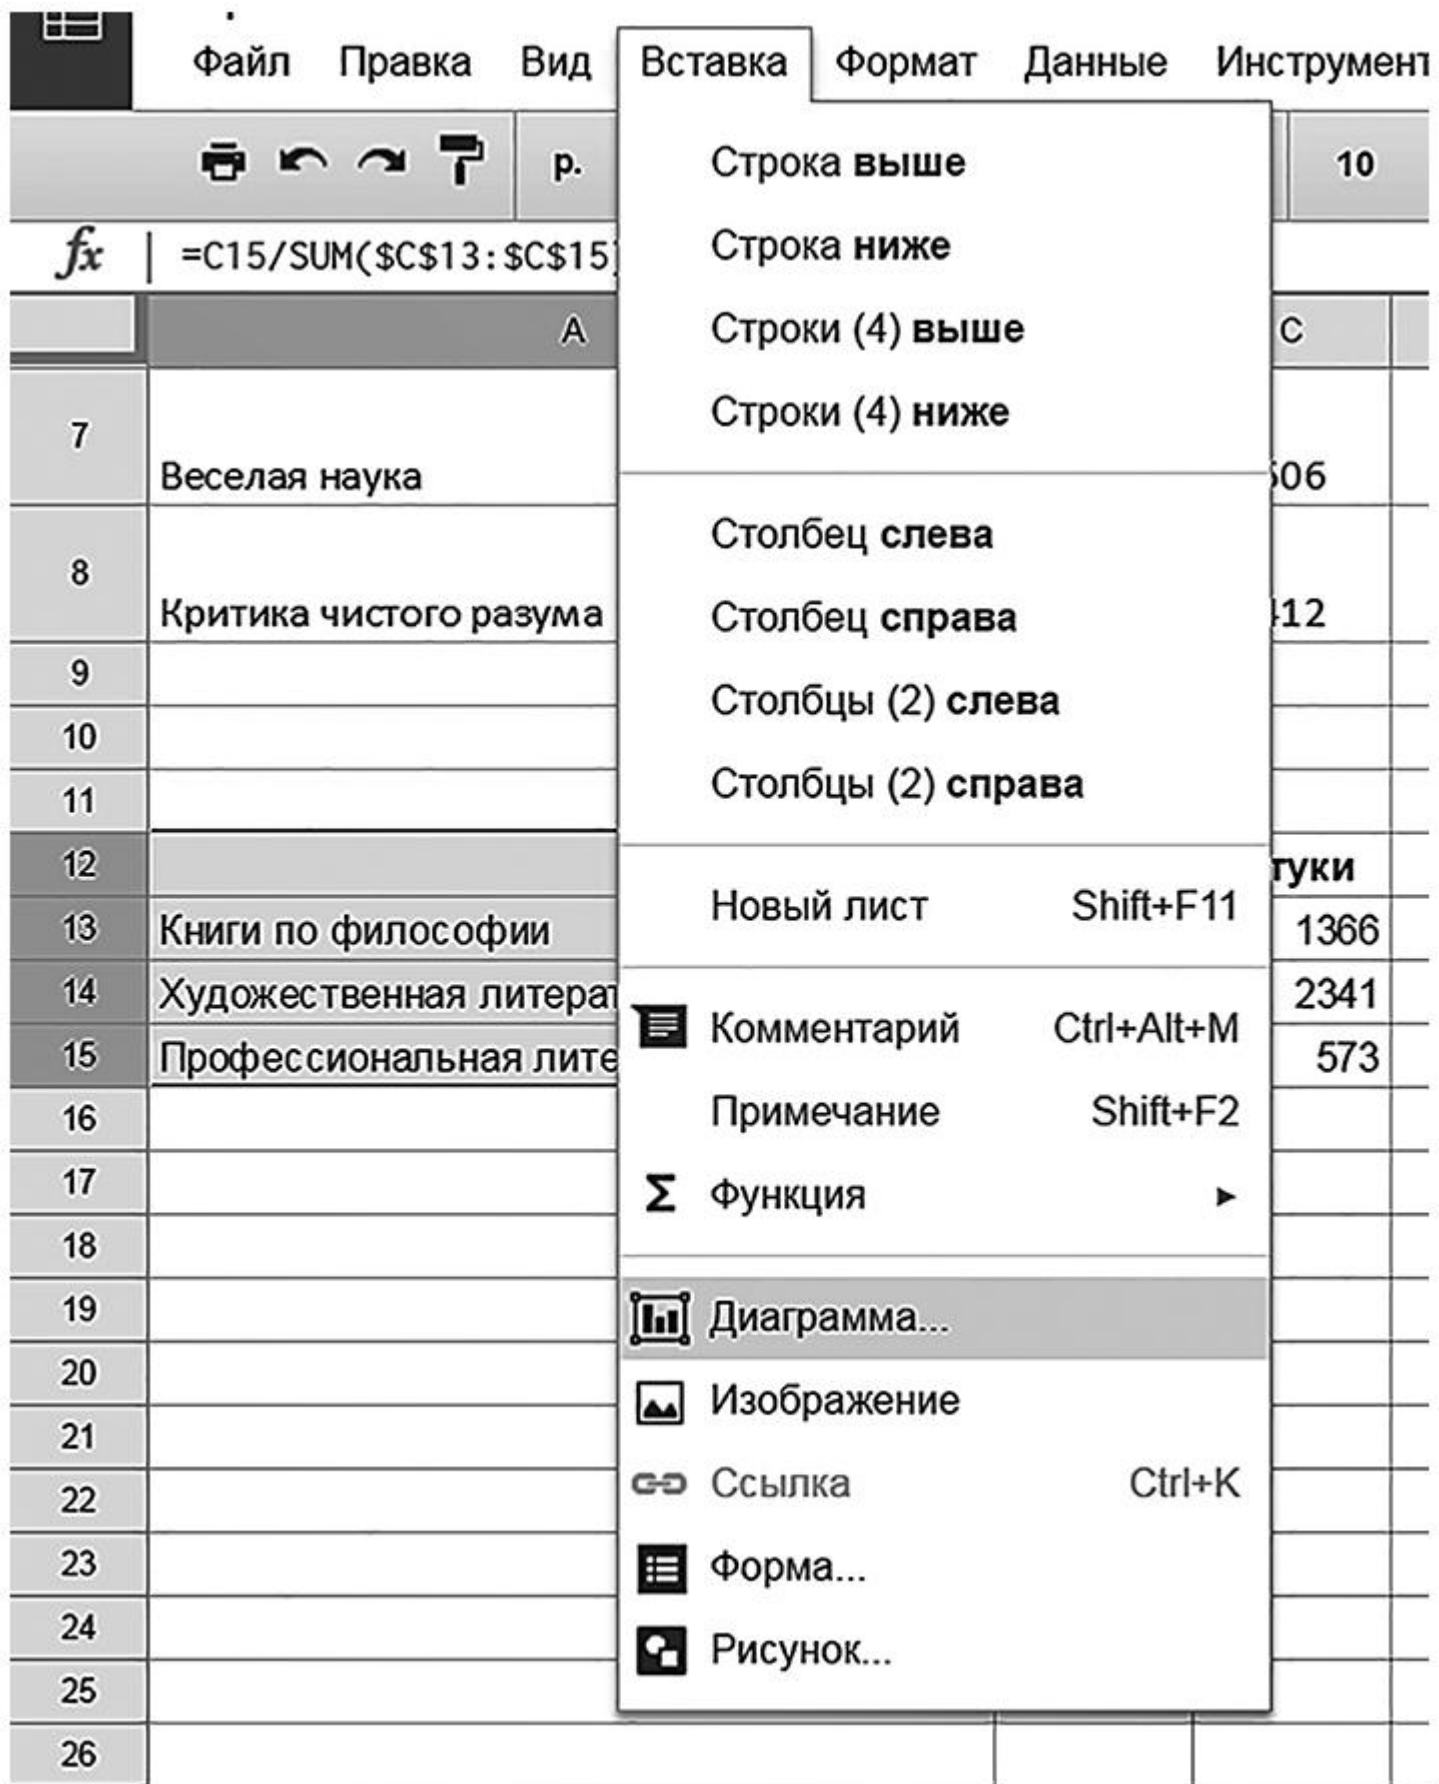 Файл Правка Вид Вставка Формат Данные Инструмент
р. 10
fx =C15/SUM($C$13:$C$15)
A C
Строка выше
Строка ниже
Строки (4) выше
Строки (4) ниже
7 Веселая наука 506
Столбец слева
8 Критика чистого разума 412
Столбец справа
9
Столбцы (2) слева
10
Столбцы (2) справа
11
12 туки
Новый лист Shift+F11
13 Книги по философии 1366
14 Художественная литерат 2341
Комментарий Ctrl+Alt+M
15 Профессиональная лите 573
16
Примечание Shift+F2
17
Σ Функция
18
19
Диаграмма...
20
Изображение
21
22
Ссылка Ctrl+K
23
Форма...
24
Рисунок...
25
26